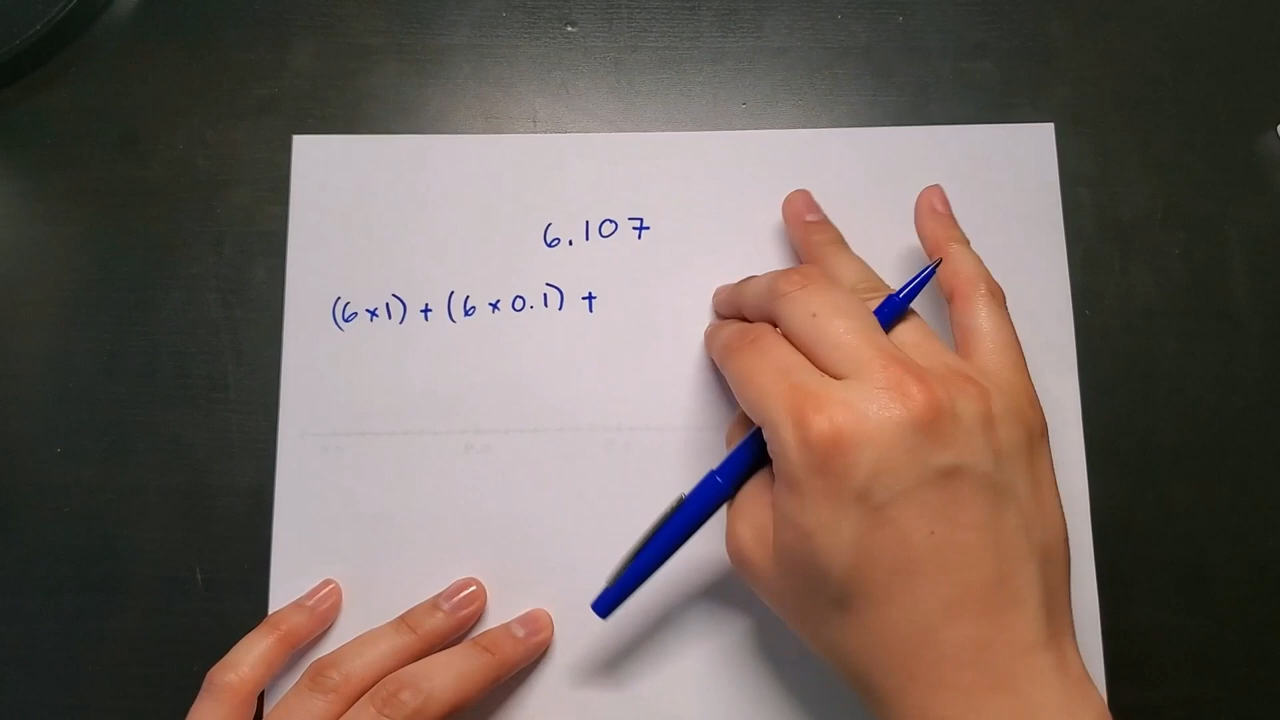 6.107
(6×1) + (6×0.1) +